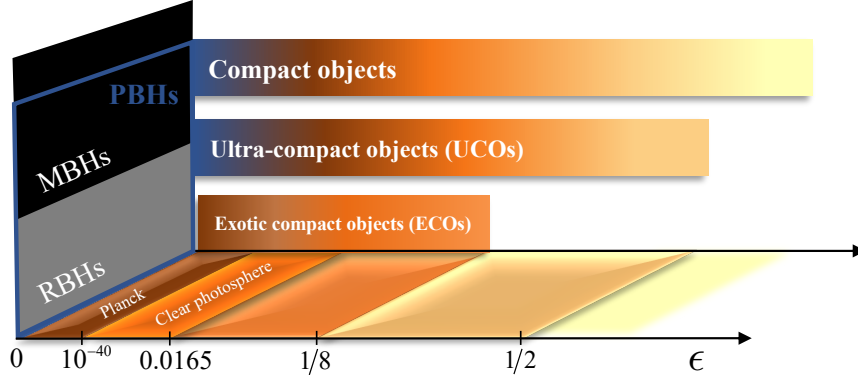 Compact objects
PBHs
Ultra-compact objects (UCOs)
MBHs
Exotic compact objects (ECOs)
RBHs
Planck
Clear photosphere
0 10⁻⁴⁰ 0.0165 1/8 1/2 ϵ